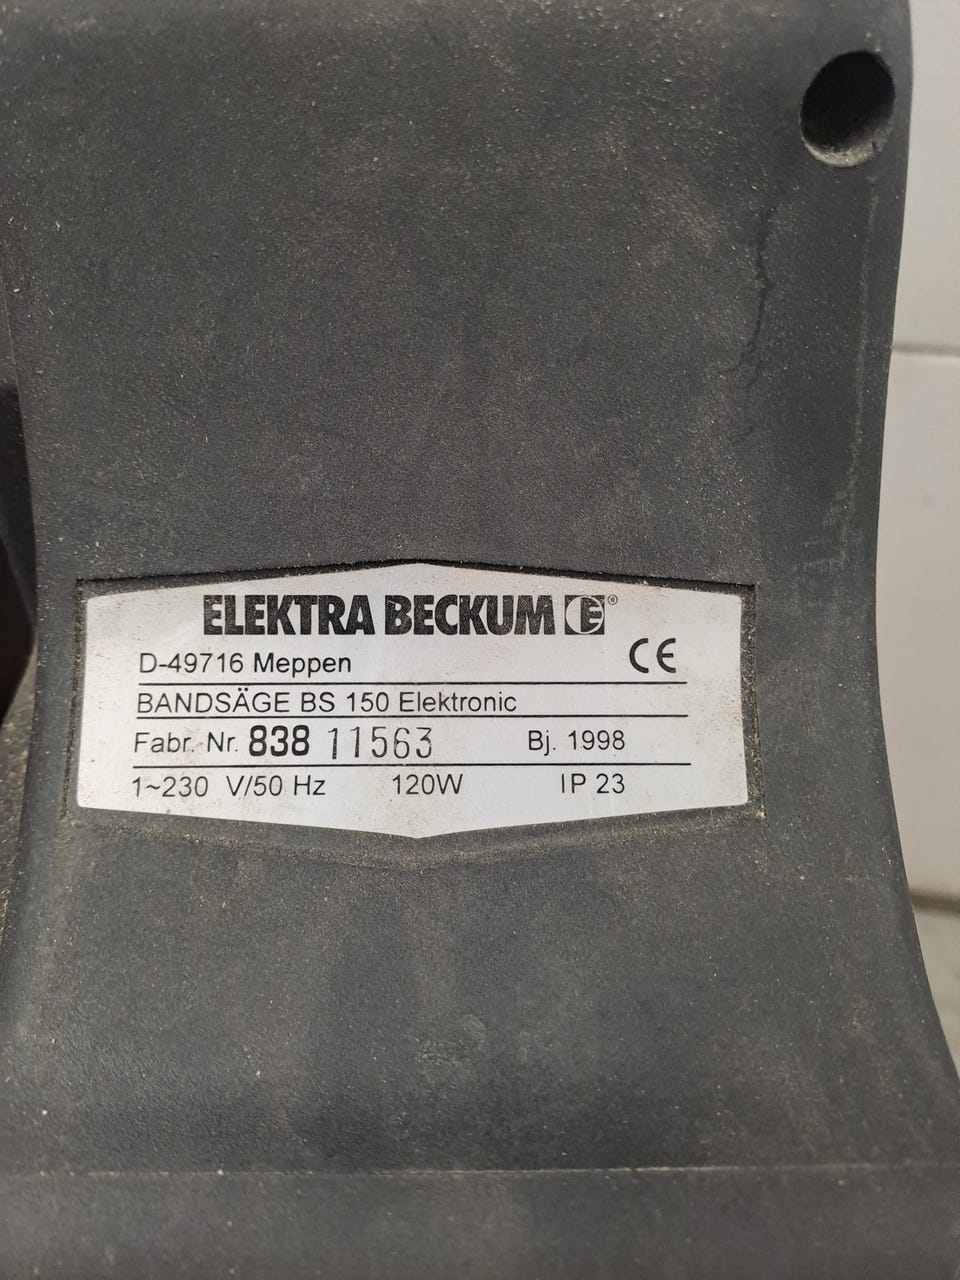 ELEKTRA BECKUM E®
D-49716 Meppen CE
BANDSÄGE BS 150 Elektronic
Fabr.-Nr. 838 11563 Bj. 1998
1~230 V/50 Hz 120W IP 23